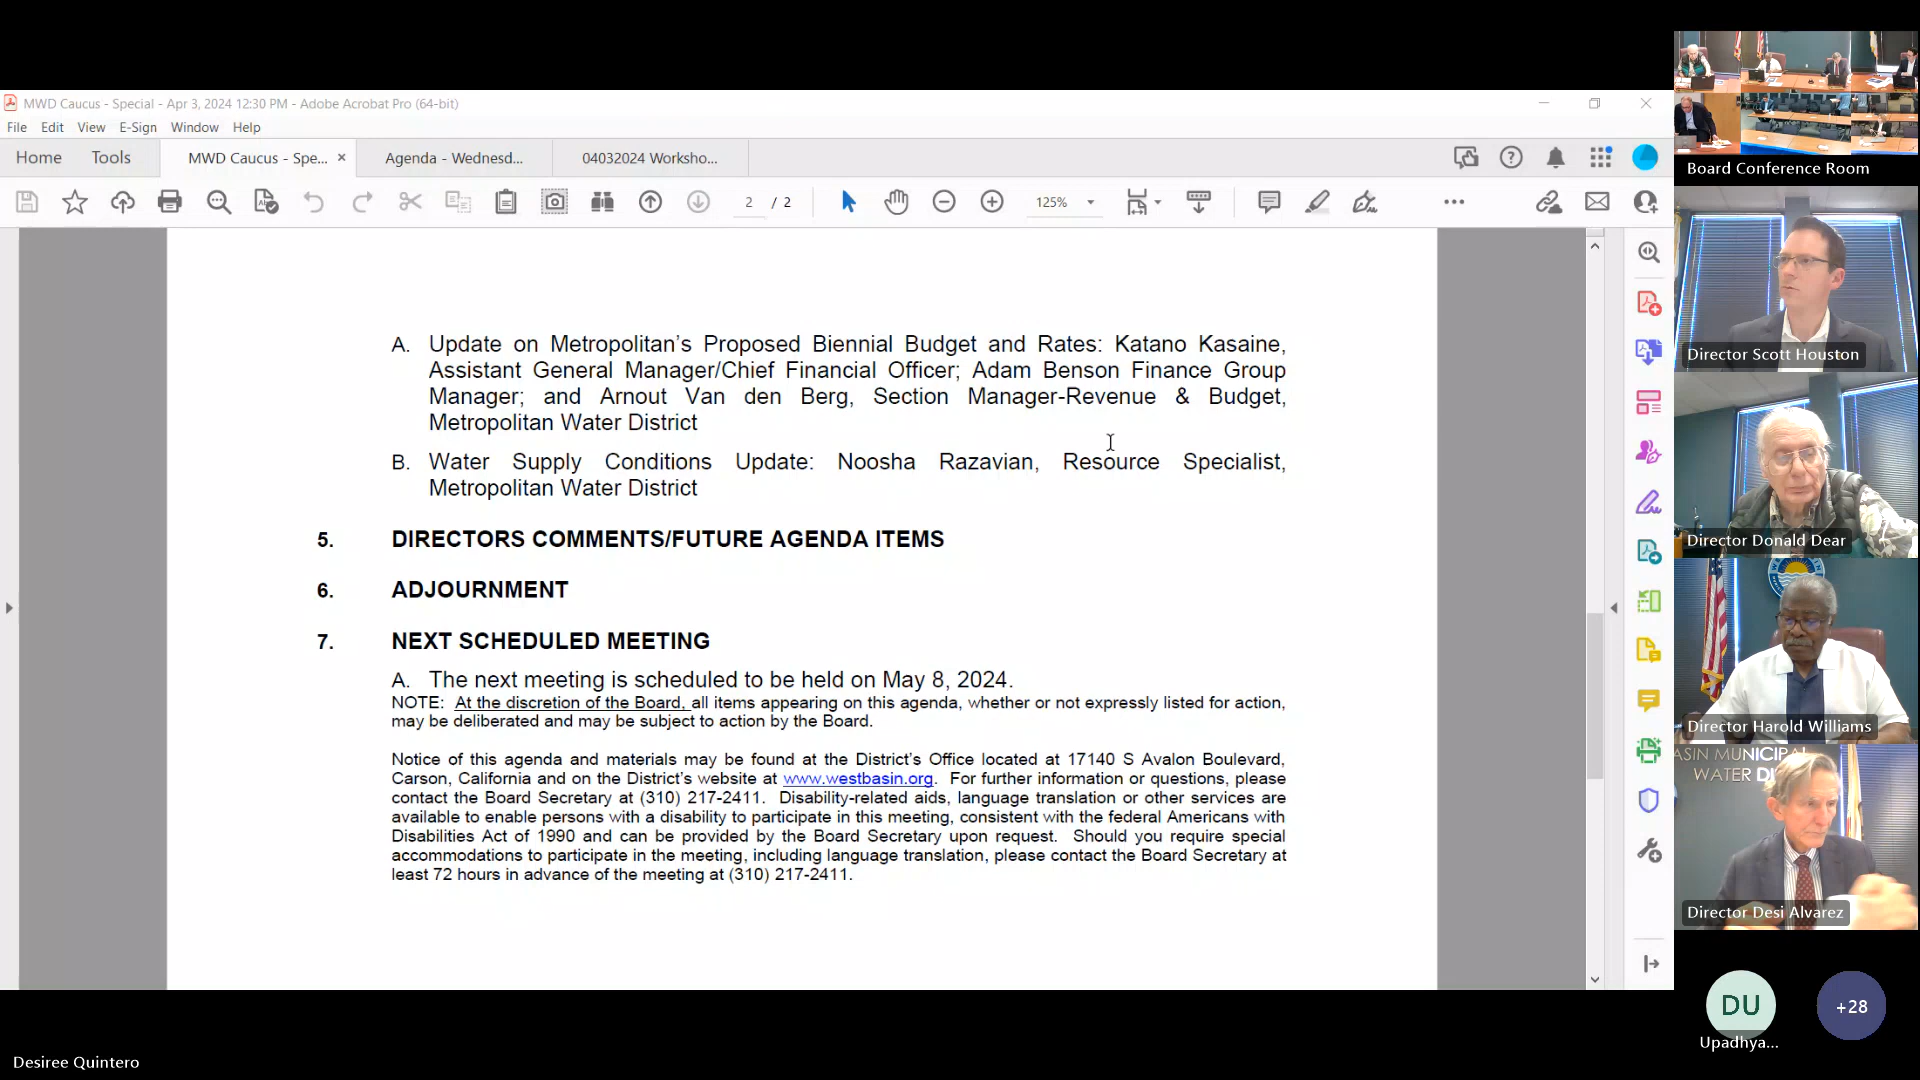 MWD Caucus - Special - Apr 3, 2024 12:30 PM - Adobe Acrobat Pro (64-bit)
File Edit View E-Sign Window Help
Home Tools MWD Caucus - Spe... × Agenda - Wednesd... 04032024 Worksho...
2 / 2 125%
A. Update on Metropolitan's Proposed Biennial Budget and Rates: Katano Kasaine,
Assistant General Manager/Chief Financial Officer; Adam Benson Finance Group
Manager; and Arnout Van den Berg, Section Manager-Revenue & Budget,
Metropolitan Water District
B. Water Supply Conditions Update: Noosha Razavian, Resource Specialist,
Metropolitan Water District
5. DIRECTORS COMMENTS/FUTURE AGENDA ITEMS
6. ADJOURNMENT
7. NEXT SCHEDULED MEETING
A. The next meeting is scheduled to be held on May 8, 2024.
NOTE: At the discretion of the Board, all items appearing on this agenda, whether or not expressly listed for action,
may be deliberated and may be subject to action by the Board.
Notice of this agenda and materials may be found at the District's Office located at 17140 S Avalon Boulevard,
Carson, California and on the District's website at www.westbasin.org. For further information or questions, please
contact the Board Secretary at (310) 217-2411. Disability-related aids, language translation or other services are
available to enable persons with a disability to participate in this meeting, consistent with the federal Americans with
Disabilities Act of 1990 and can be provided by the Board Secretary upon request. Should you require special
accommodations to participate in the meeting, including language translation, please contact the Board Secretary at
least 72 hours in advance of the meeting at (310) 217-2411.
Board Conference Room
Director Scott Houston
Director Donald Dear
Director Harold Williams
ASIN MUNICIPAL
WATER DI
Director Desi Alvarez
DU
+28
Upadhya...
Desiree Quintero